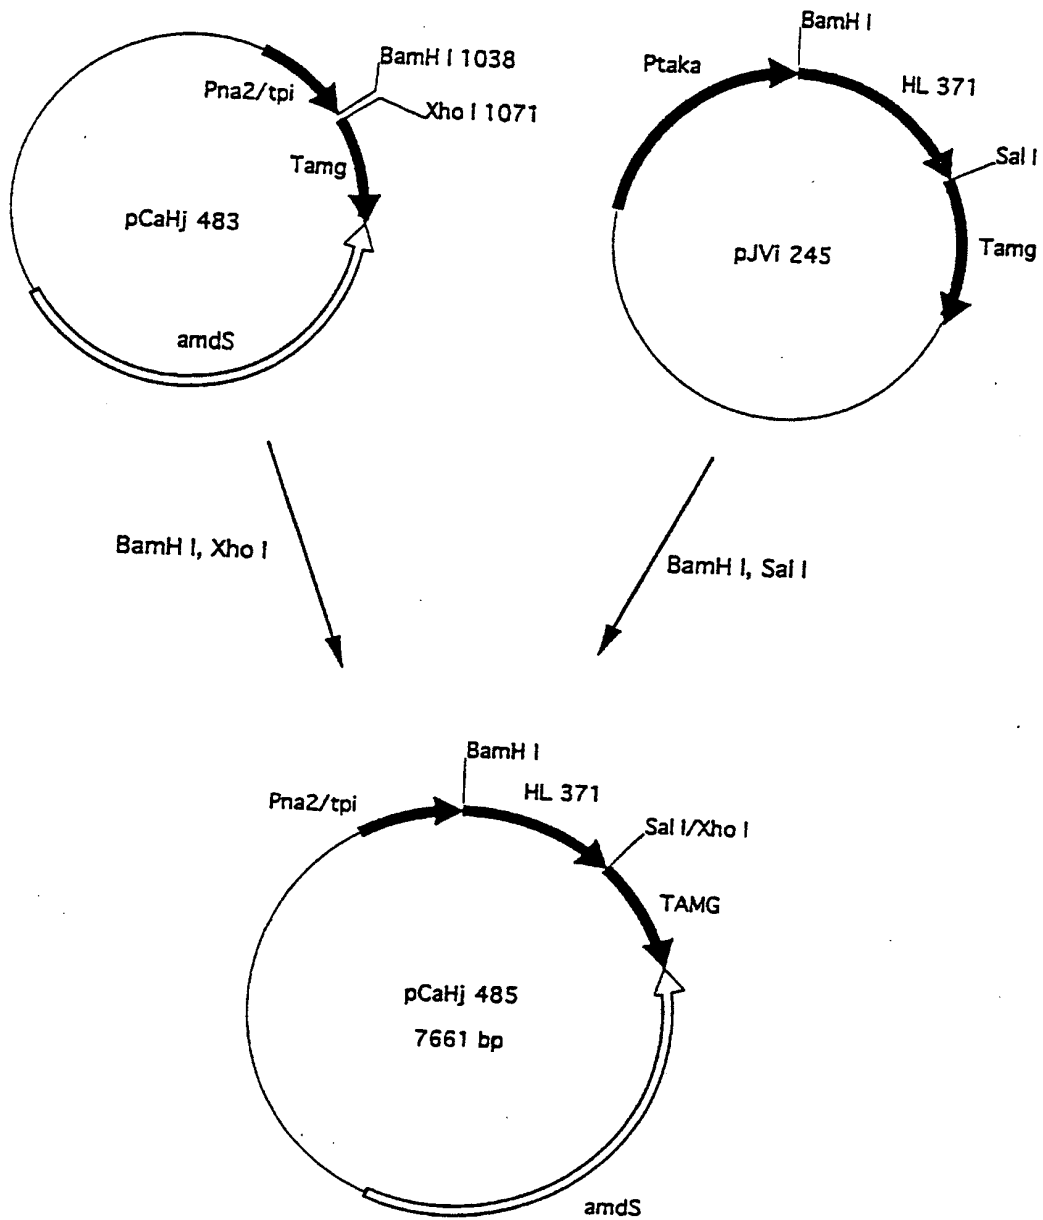 BamH I 1038
Pna2/tpi
Xho I 1071
Tamg
pCaHj 483
amdS
BamH I
Ptaka
HL 371
Sal I
Tamg
pJVi 245
BamH I, Xho I
BamH I, Sal I
BamH I
Pna2/tpi
HL 371
Sal I/Xho I
TAMG
pCaHj 485
7661 bp
amdS